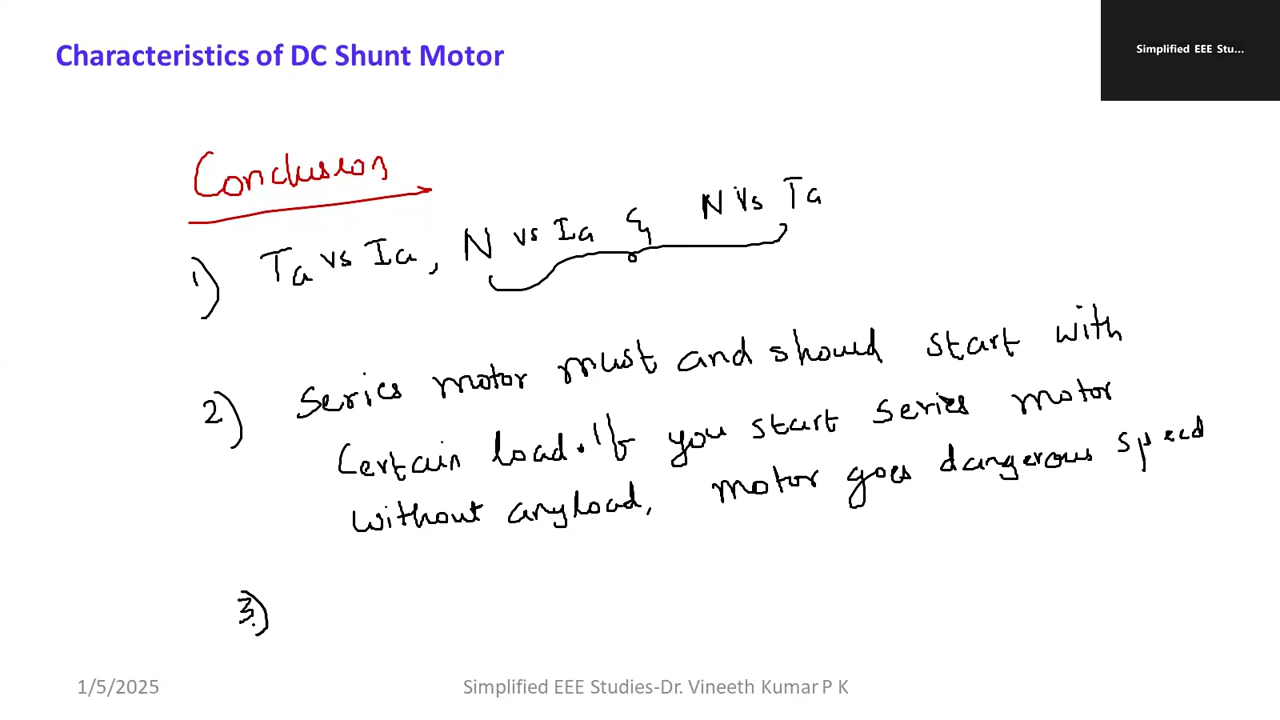 Characteristics of DC Shunt Motor
Simplified EEE Stu...
Conclusion
1) Ta vs Ia, N vs Ia & N vs Ta
2) Series motor must and should start with
Certain load. If you start series motor
without any load, motor goes dangerous speed
3)
1/5/2025
Simplified EEE Studies-Dr. Vineeth Kumar P K